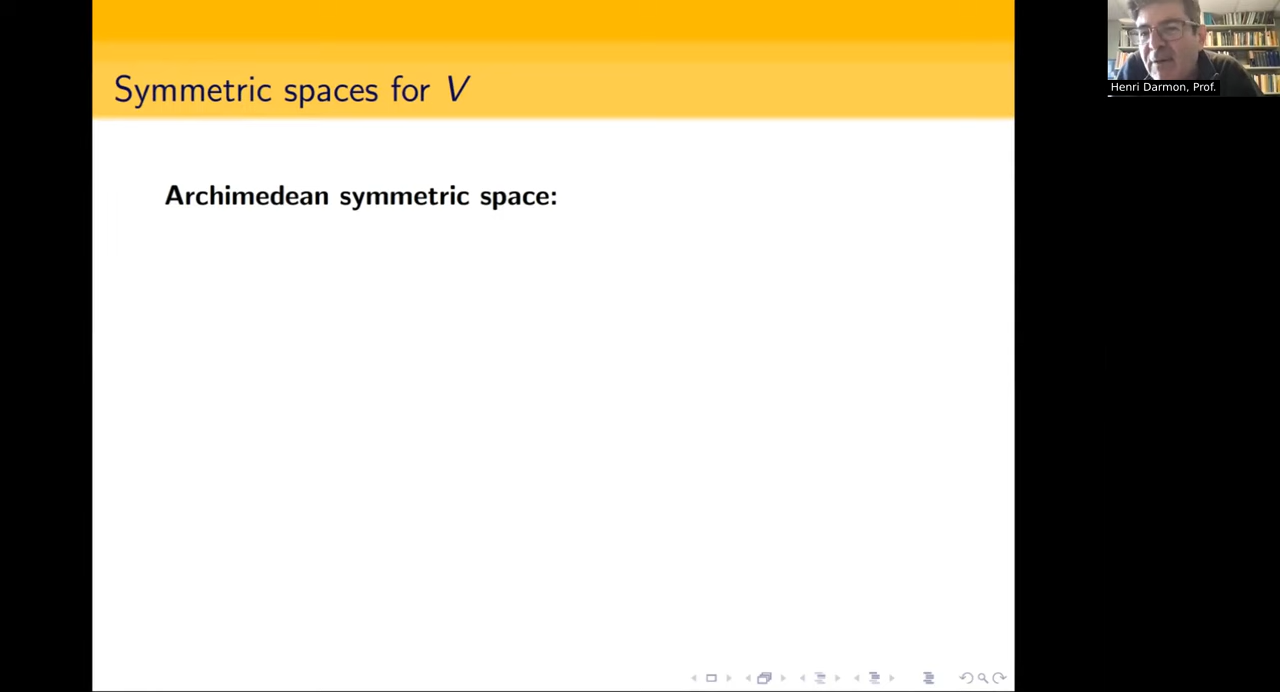 Symmetric spaces for V
Henri Darmon, Prof.
Archimedean symmetric space: